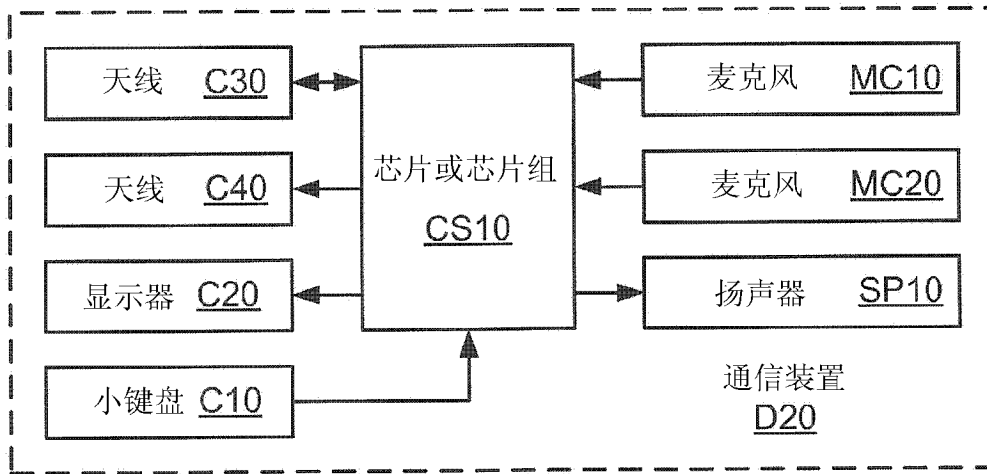 天线 C30
天线 C40
显示器 C20
小键盘 C10
芯片或芯片组
CS10
麦克风 MC10
麦克风 MC20
扬声器 SP10
通信装置
D20